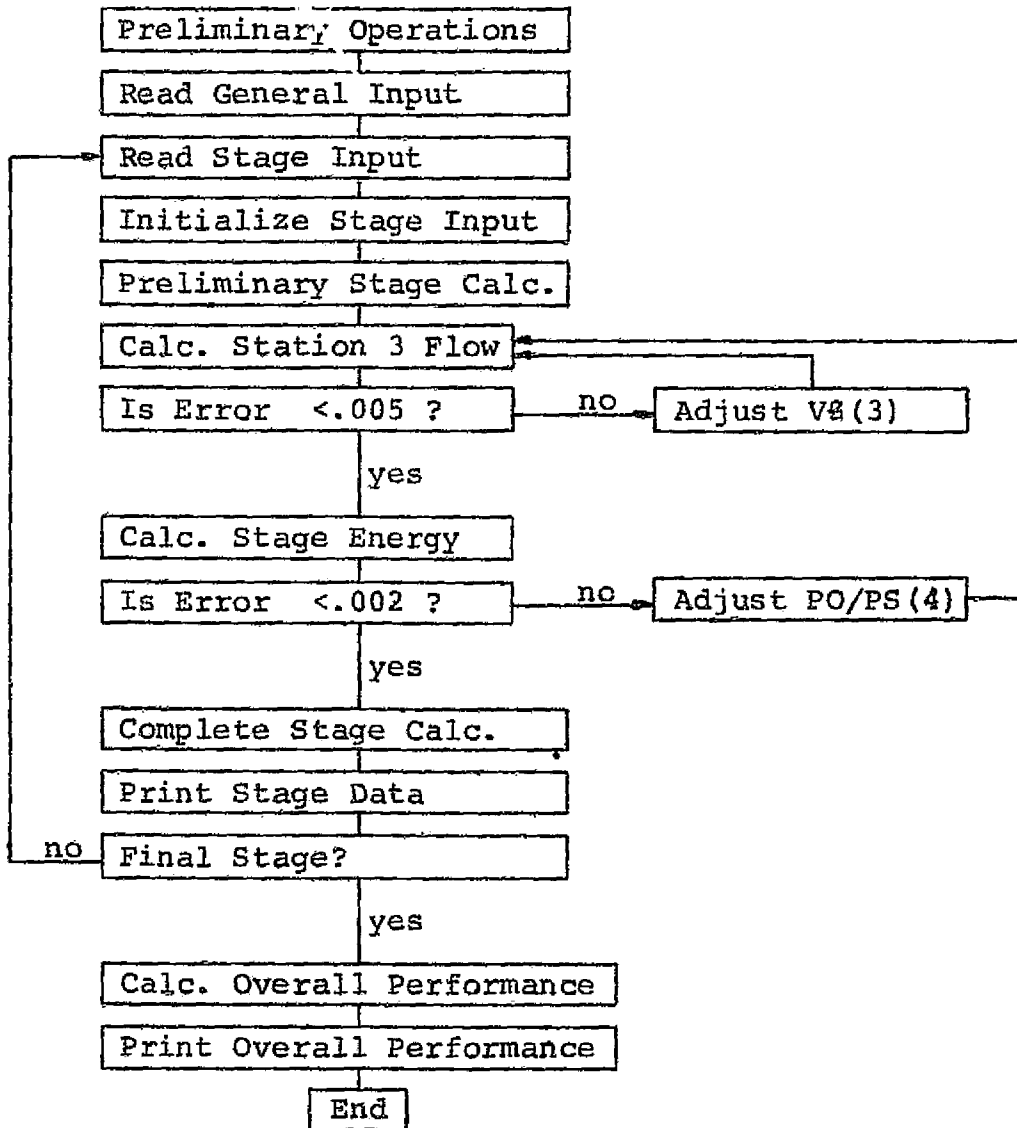 Preliminary Operations
Read General Input
Read Stage Input
Initialize Stage Input
Preliminary Stage Calc.
Calc. Station 3 Flow
Is Error <.005 ?
no
Adjust (3)
yes
Calc. Stage Energy
Is Error <.002 ?
no
Adjust PO/PS(4)
yes
Complete Stage Calc.
Print Stage Data
no
Final Stage?
yes
Calc. Overall Performance
Print Overall Performance
End